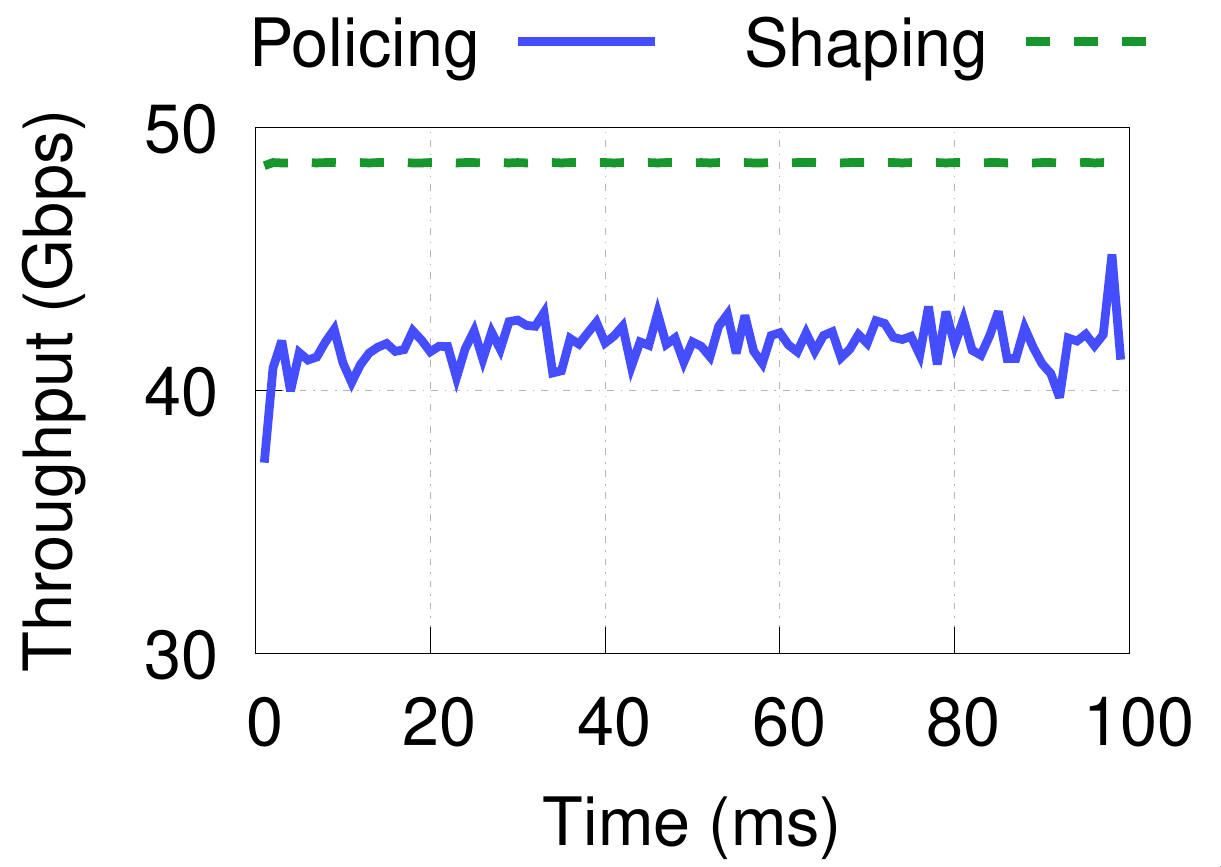 Policing Shaping
Throughput (Gbps)
50
40
30
0 20 40 60 80 100
Time (ms)